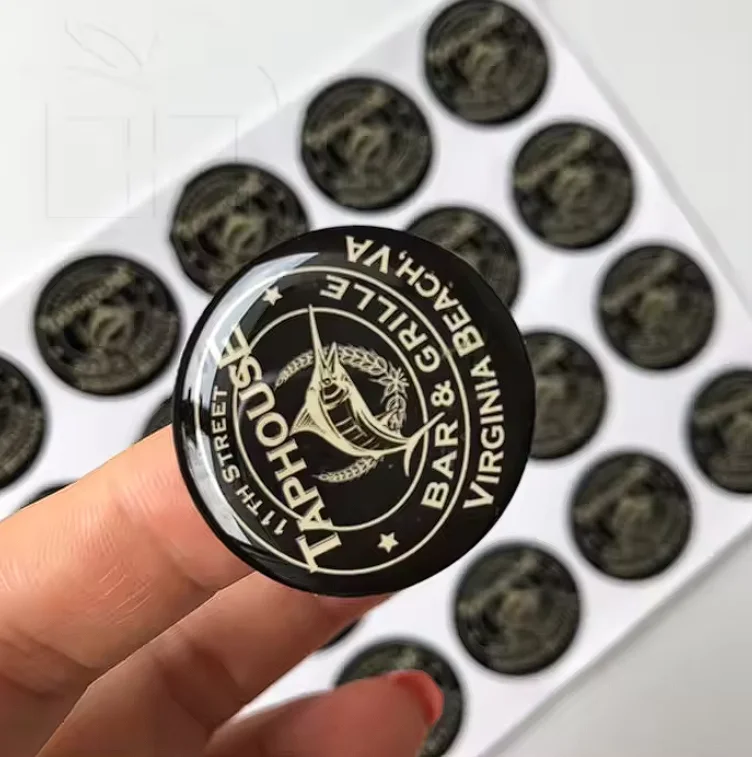 11TH STREET
TAPHOUSE
BAR & GRILLE
VIRGINIA BEACH,VA